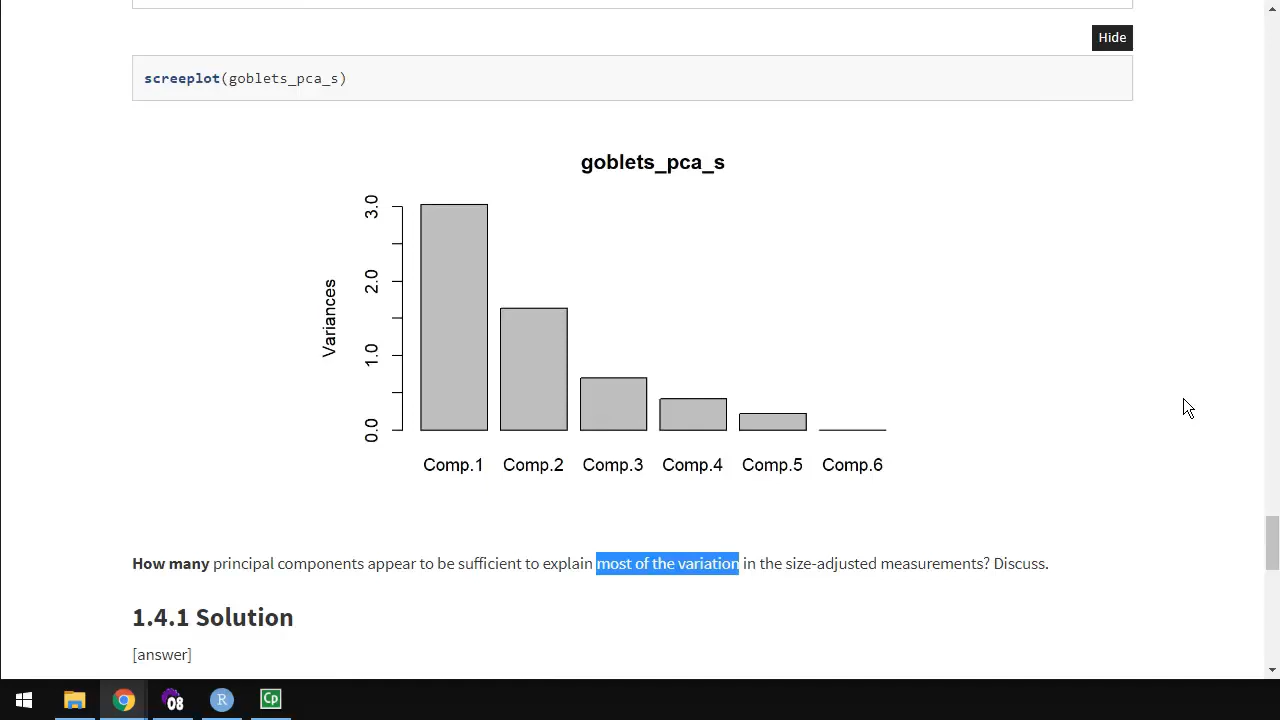 Hide
screeplot(goblets_pca_s)
goblets_pca_s
Variances
3.0
2.0
1.0
0.0
Comp.1 Comp.2 Comp.3 Comp.4 Comp.5 Comp.6
How many principal components appear to be sufficient to explain most of the variation in the size-adjusted measurements? Discuss.
1.4.1 Solution
[answer]
08
R
Cp